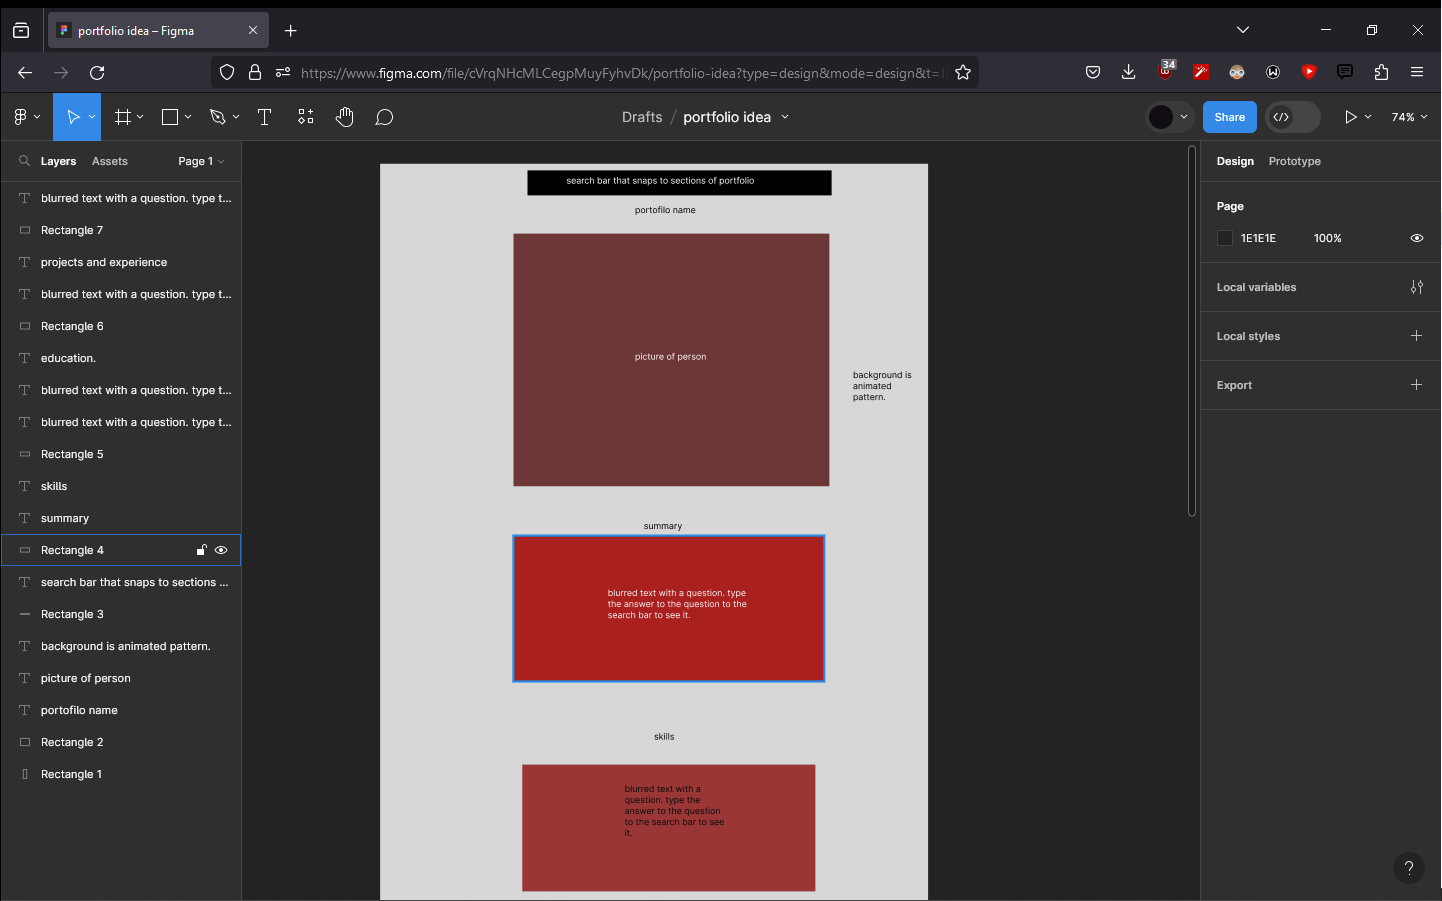 portfolio idea – Figma
https://www.figma.com/file/cVrqNHcMLCegpMuyFyhvDk/portfolio-idea?type=design&mode=design&t=
34
Drafts / portfolio idea
Share
74%
Layers
Assets
Page 1
Design
Prototype
blurred text with a question. type t...
Rectangle 7
projects and experience
blurred text with a question. type t...
Rectangle 6
education.
blurred text with a question. type t...
blurred text with a question. type t...
Rectangle 5
skills
summary
Rectangle 4
search bar that snaps to sections ...
Rectangle 3
background is animated pattern.
picture of person
portofilo name
Rectangle 2
Rectangle 1
search bar that snaps to sections of portfolio
portofilo name
picture of person
background is
animated
pattern.
summary
blurred text with a question. type
the answer to the question to the
search bar to see it.
skills
blurred text with a
question. type the
answer to the question
to the search bar to see
it.
Page
1E1E1E 100%
Local variables
Local styles
Export
?